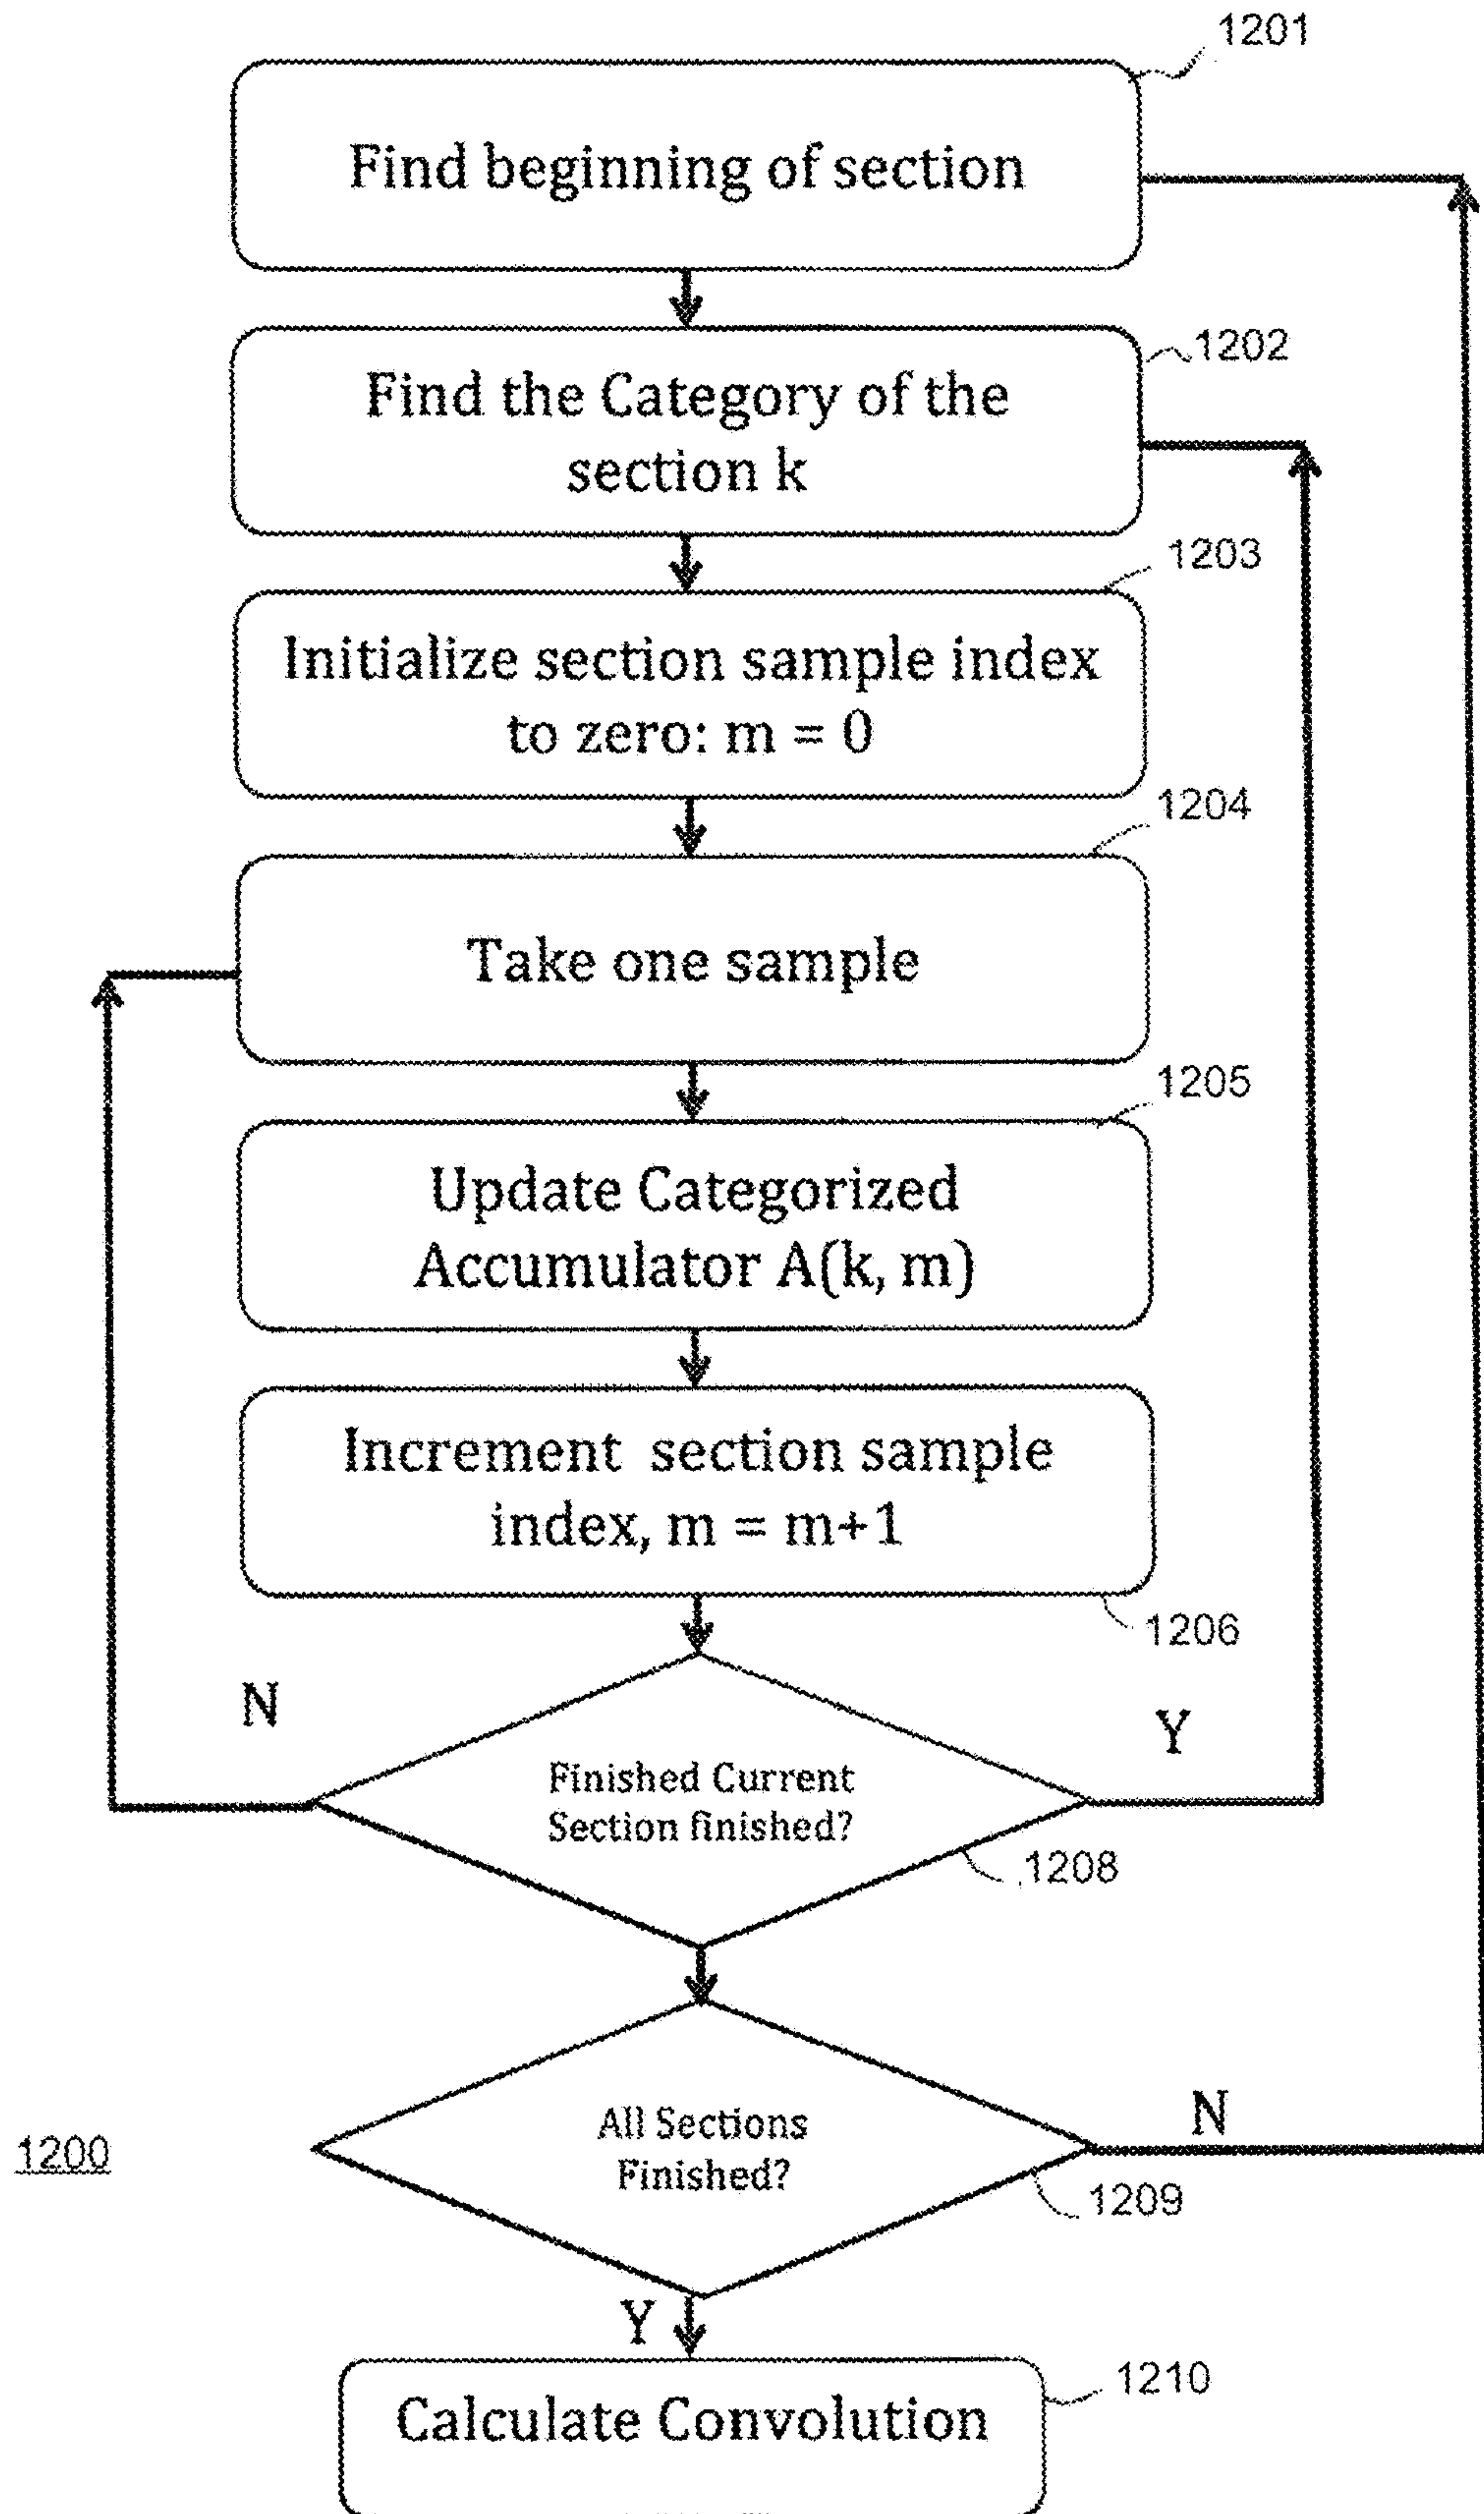 1201
Find beginning of section
1202
Find the Category of the
section k
1203
Initialize section sample index
to zero: m = 0
1204
Take one sample
1205
Update Categorized
Accumulator A(k, m)
Increment section sample
index, m = m+1
1206
N
Y
Finished Current
Section finished?
1208
N
All Sections
Finished?
1200
1209
Y
1210
Calculate Convolution